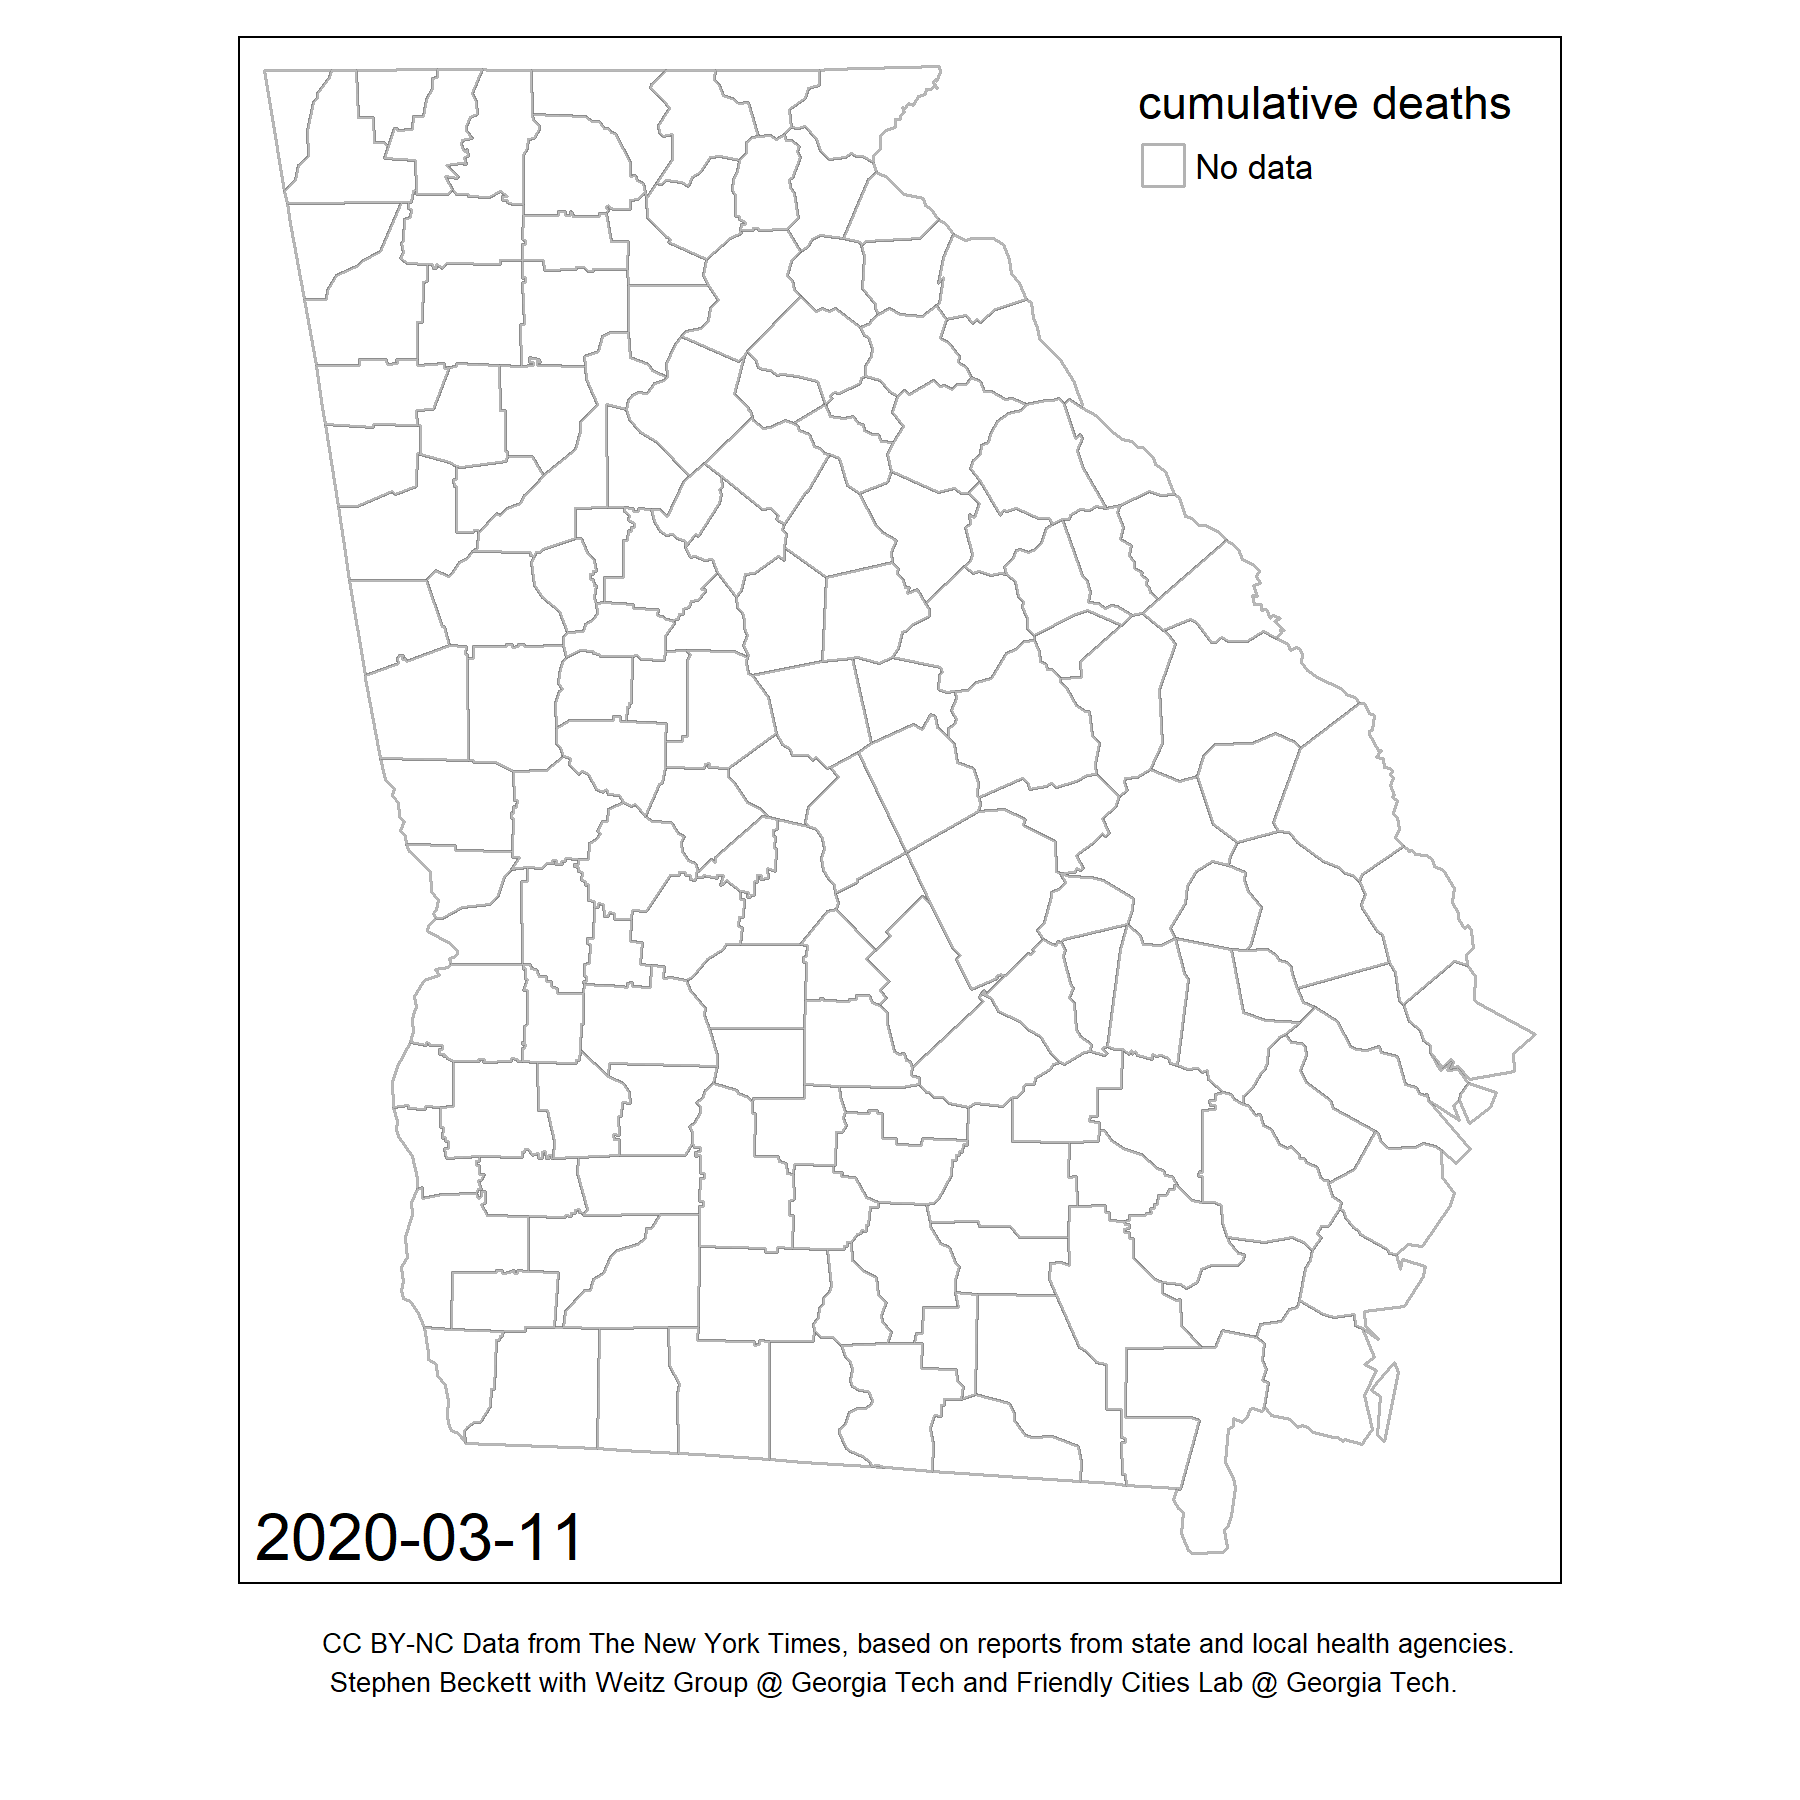 cumulative deaths
No data
2020-03-11
CC BY-NC Data from The New York Times, based on reports from state and local health agencies.
Stephen Beckett with Weitz Group @ Georgia Tech and Friendly Cities Lab @ Georgia Tech.